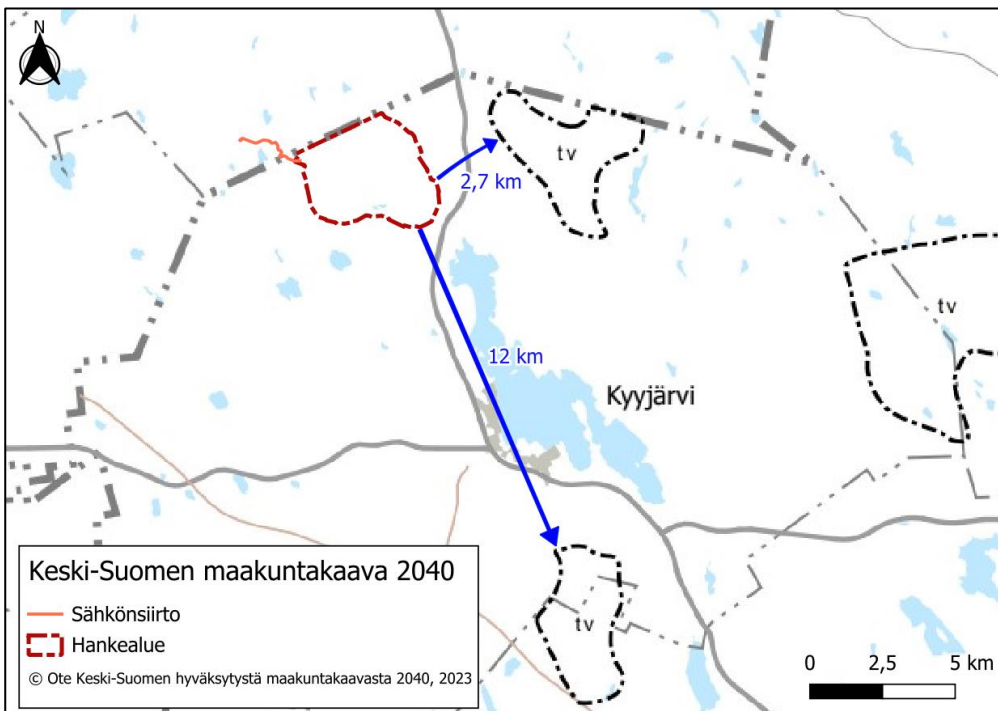 N
tv
2,7 km
tv
12 km
Kyyjärvi
tv
Keski-Suomen maakuntakaava 2040
Sähkönsiirto
Hankealue
© Ote Keski-Suomen hyväksytystä maakuntakaavasta 2040, 2023
0 2,5 5 km